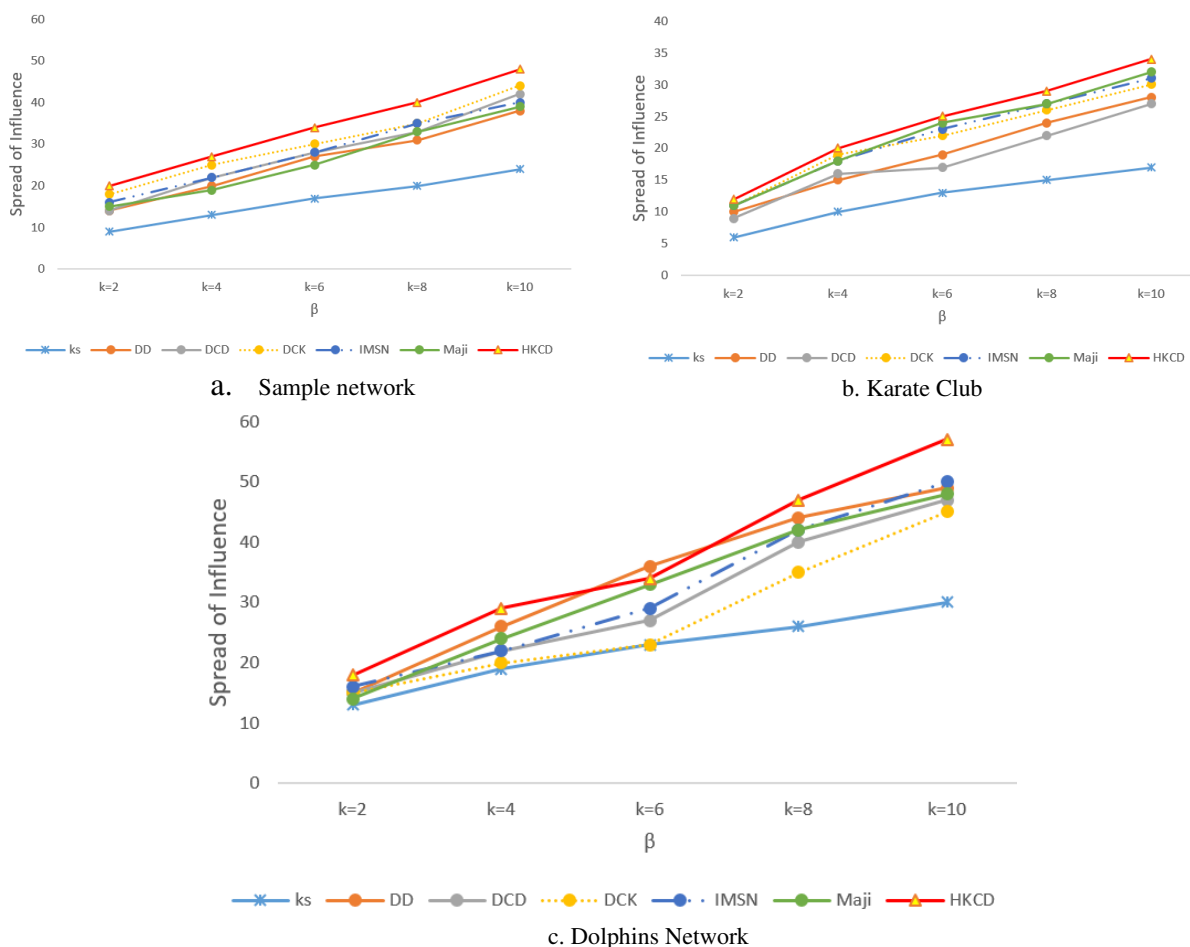 60
50
40
30
20
10
0
Spread of Influence
k=2 k=4 k=6 k=8 k=10
β
ks DD DCD DCK IMSN Maji HKCD
a. Sample network
40
35
30
25
20
15
10
5
0
Spread of Influence
k=2 k=4 k=6 k=8 k=10
β
ks DD DCD DCK IMSN Maji HKCD
b. Karate Club
60
50
40
30
20
10
0
Spread of Influence
k=2 k=4 k=6 k=8 k=10
β
ks DD DCD DCK IMSN Maji HKCD
c. Dolphins Network